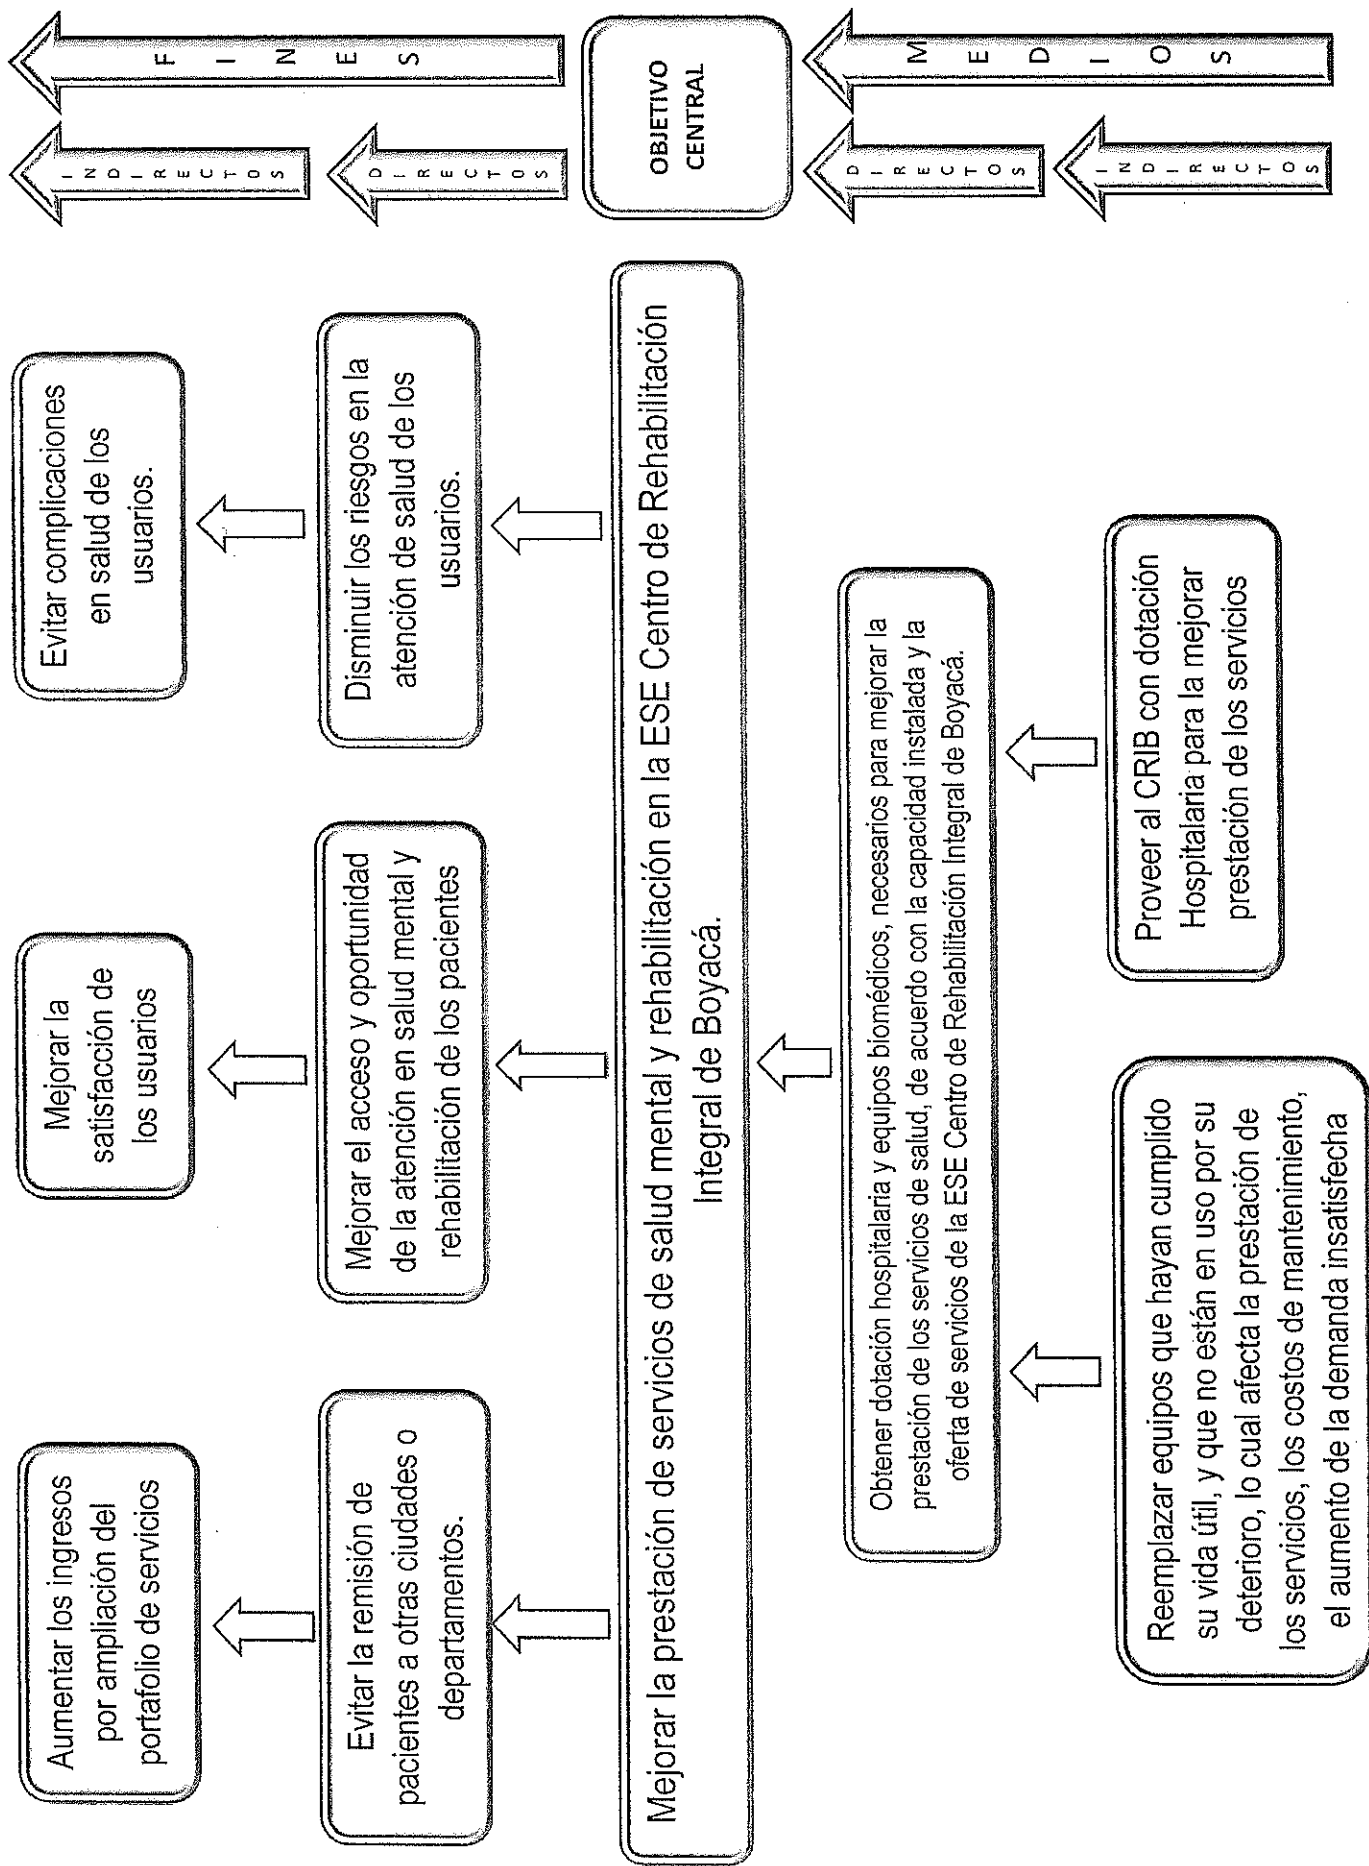 Aumentar los ingresos
por ampliación del
portafolio de servicios
Mejorar la
satisfacción de
los usuarios
Evitar complicaciones
en salud de los
usuarios.
INDIRECTOS
FINES
Evitar la remisión de
pacientes a otras ciudades o
departamentos.
Mejorar el acceso y oportunidad
de la atención en salud mental y
rehabilitación de los pacientes
Disminuir los riesgos en la
atención de salud de los
usuarios.
DIRECTOS
Mejorar la prestación de servicios de salud mental y rehabilitación en la ESE Centro de Rehabilitación
Integral de Boyacá.
OBJETIVO
CENTRAL
Obtener dotación hospitalaria y equipos biomédicos, necesarios para mejorar la
prestación de los servicios de salud, de acuerdo con la capacidad instalada y la
oferta de servicios de la ESE Centro de Rehabilitación Integral de Boyacá.
DIRECTOS
MEDIOS
Reemplazar equipos que hayan cumplido
su vida útil, y que no están en uso por su
deterioro, lo cual afecta la prestación de
los servicios, los costos de mantenimiento,
el aumento de la demanda insatisfecha
Proveer al CRIB con dotación
Hospitalaria para la mejorar
prestación de los servicios
INDIRECTOS